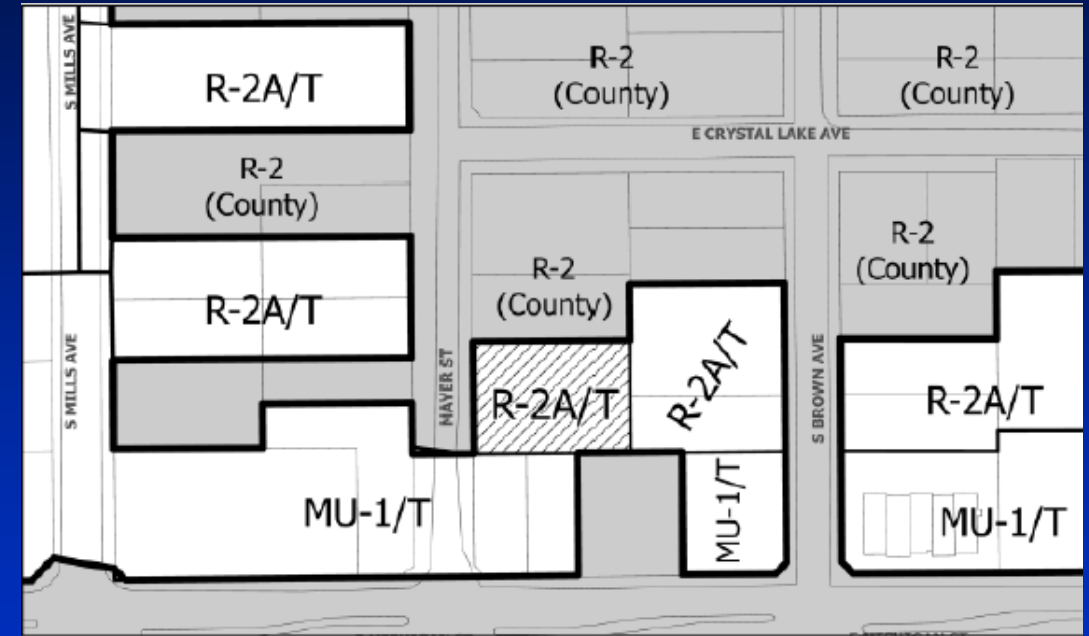 S MILLS AVE
R-2A/T
R-2
(County)
R-2
(County)
E CRYSTAL LAKE AVE
R-2
(County)
R-2
(County)
R-2
(County)
R-2A/T
S MILLS AVE
MAYER ST
R-2A/T
R-2A/T
S BROWN AVE
R-2A/T
MU-1/T
MU-1/T
MU-1/T